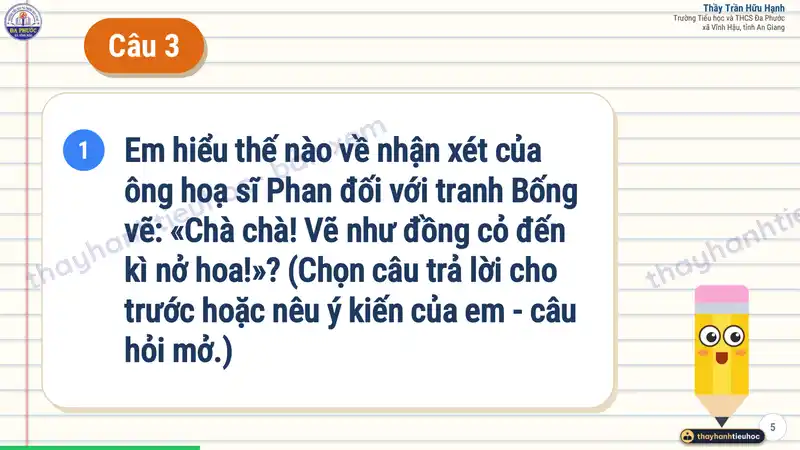 Thầy Trần Hữu Hạnh
Trường Tiểu học và THCS Đa Phước
xã Vĩnh Hậu, tỉnh An Giang
ĐA PHƯỚC
Câu 3
1
Em hiểu thế nào về nhận xét của
ông hoạ sĩ Phan đối với tranh Bống
vẽ: «Chà chà! Vẽ như đồng cỏ đến
kì nở hoa!»? (Chọn câu trả lời cho
trước hoặc nêu ý kiến của em - câu
hỏi mở.)
thayhanhtieuhoc
5